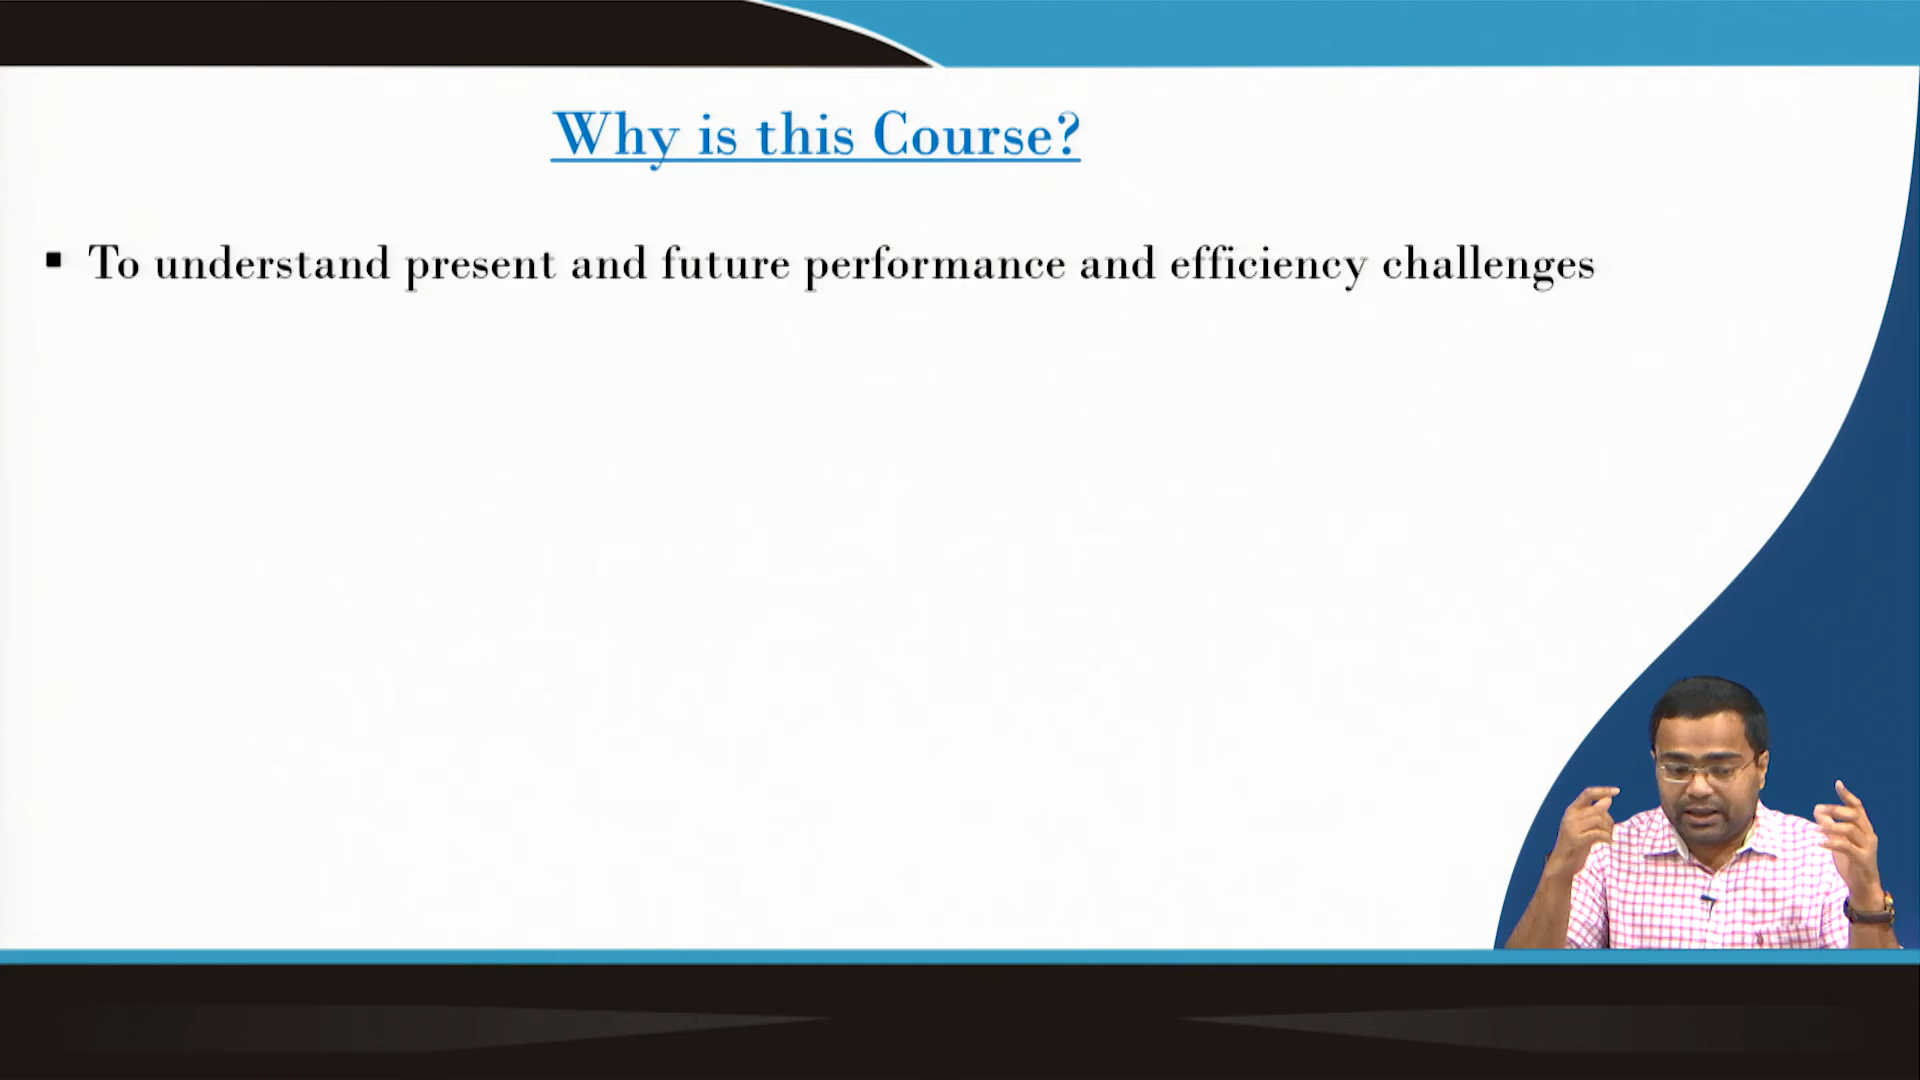 Why is this Course?
▪ To understand present and future performance and efficiency challenges